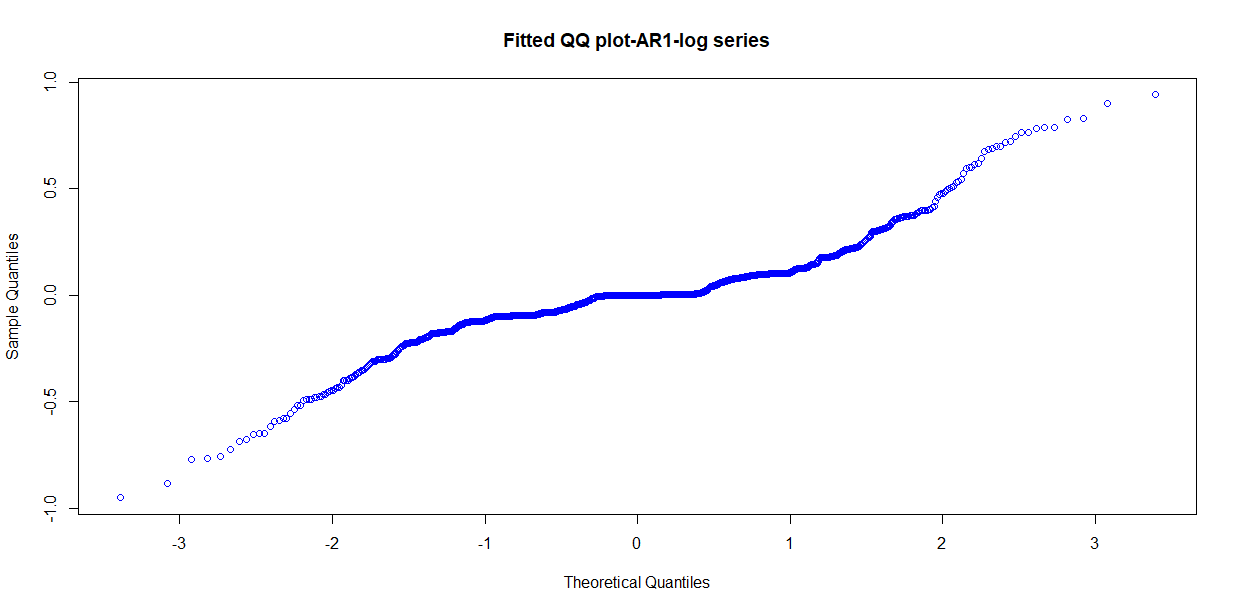 Fitted QQ plot-AR1-log series
Sample Quantiles
1.0
0.5
0.0
-0.5
-1.0
-3 -2 -1 0 1 2 3
Theoretical Quantiles